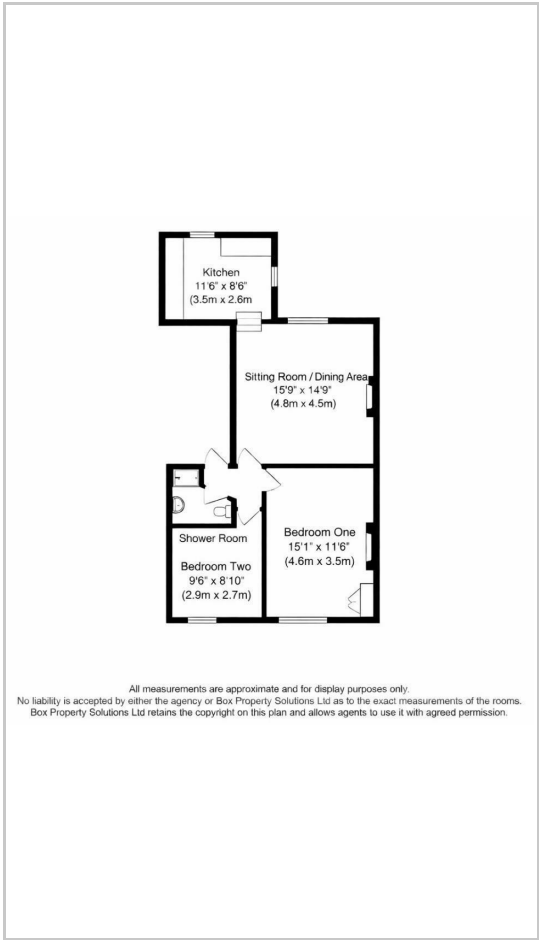 Kitchen
11'6" x 8'6"
(3.5m x 2.6m
Sitting Room / Dining Area
15'9" x 14'9"
(4.8m x 4.5m)
Bedroom One
15'1" x 11'6"
(4.6m x 3.5m)
Shower Room
Bedroom Two
9'6" x 8'10"
(2.9m x 2.7m)
All measurements are approximate and for display purposes only.
No liability is accepted by either the agency or Box Property Solutions Ltd as to the exact measurements of the rooms.
Box Property Solutions Ltd retains the copyright on this plan and allows agents to use it with agreed permission.